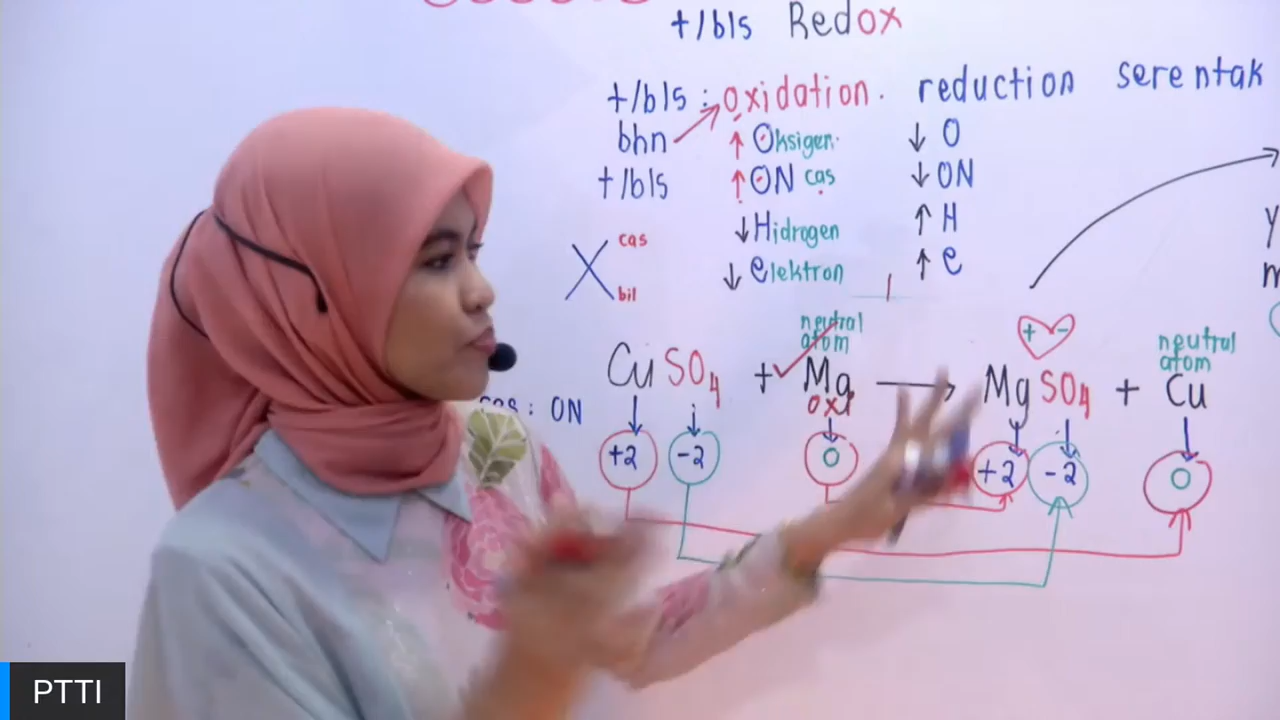 t/bls Redox
t/bls : oxidation. reduction serentak
bhn ↑ Oksigen. ↓ O
t/bls ↑ ON cas ↓ ON
↓ Hidrogen ↑ H
↓ Elektron ↑ e
cas
bil
neutral atom
+ -
neutral atom
CuSO4 + Mg → MgSO4 + Cu
: ON
oxi
+2 -2 0 +2 -2 0
PTTI